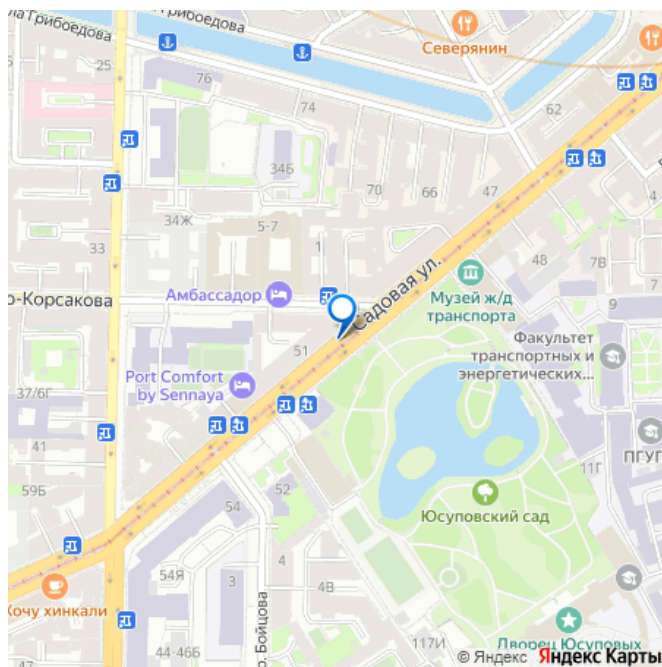 ла Грибоедова
Грибоедова
Северянин
25
76
74
62
34Б
70
66
47
34Ж
5-7
1
48
7В
33
Садовая ул.
Музей ж/д
транспорта
Амбассадор
о-Корсакова
9
Факультет
транспортных и
энергетических...
51
Port Comfort
by Sennaya
37/6Г
41
ПГУП
11Г
59Б
52
54
Юсуповский сад
54Я
3
4
4В
Хочу хинкали
р. Бойцова
44-46Б
117И
Дворец Юсуповых
© Яндекс Яндекс Карты